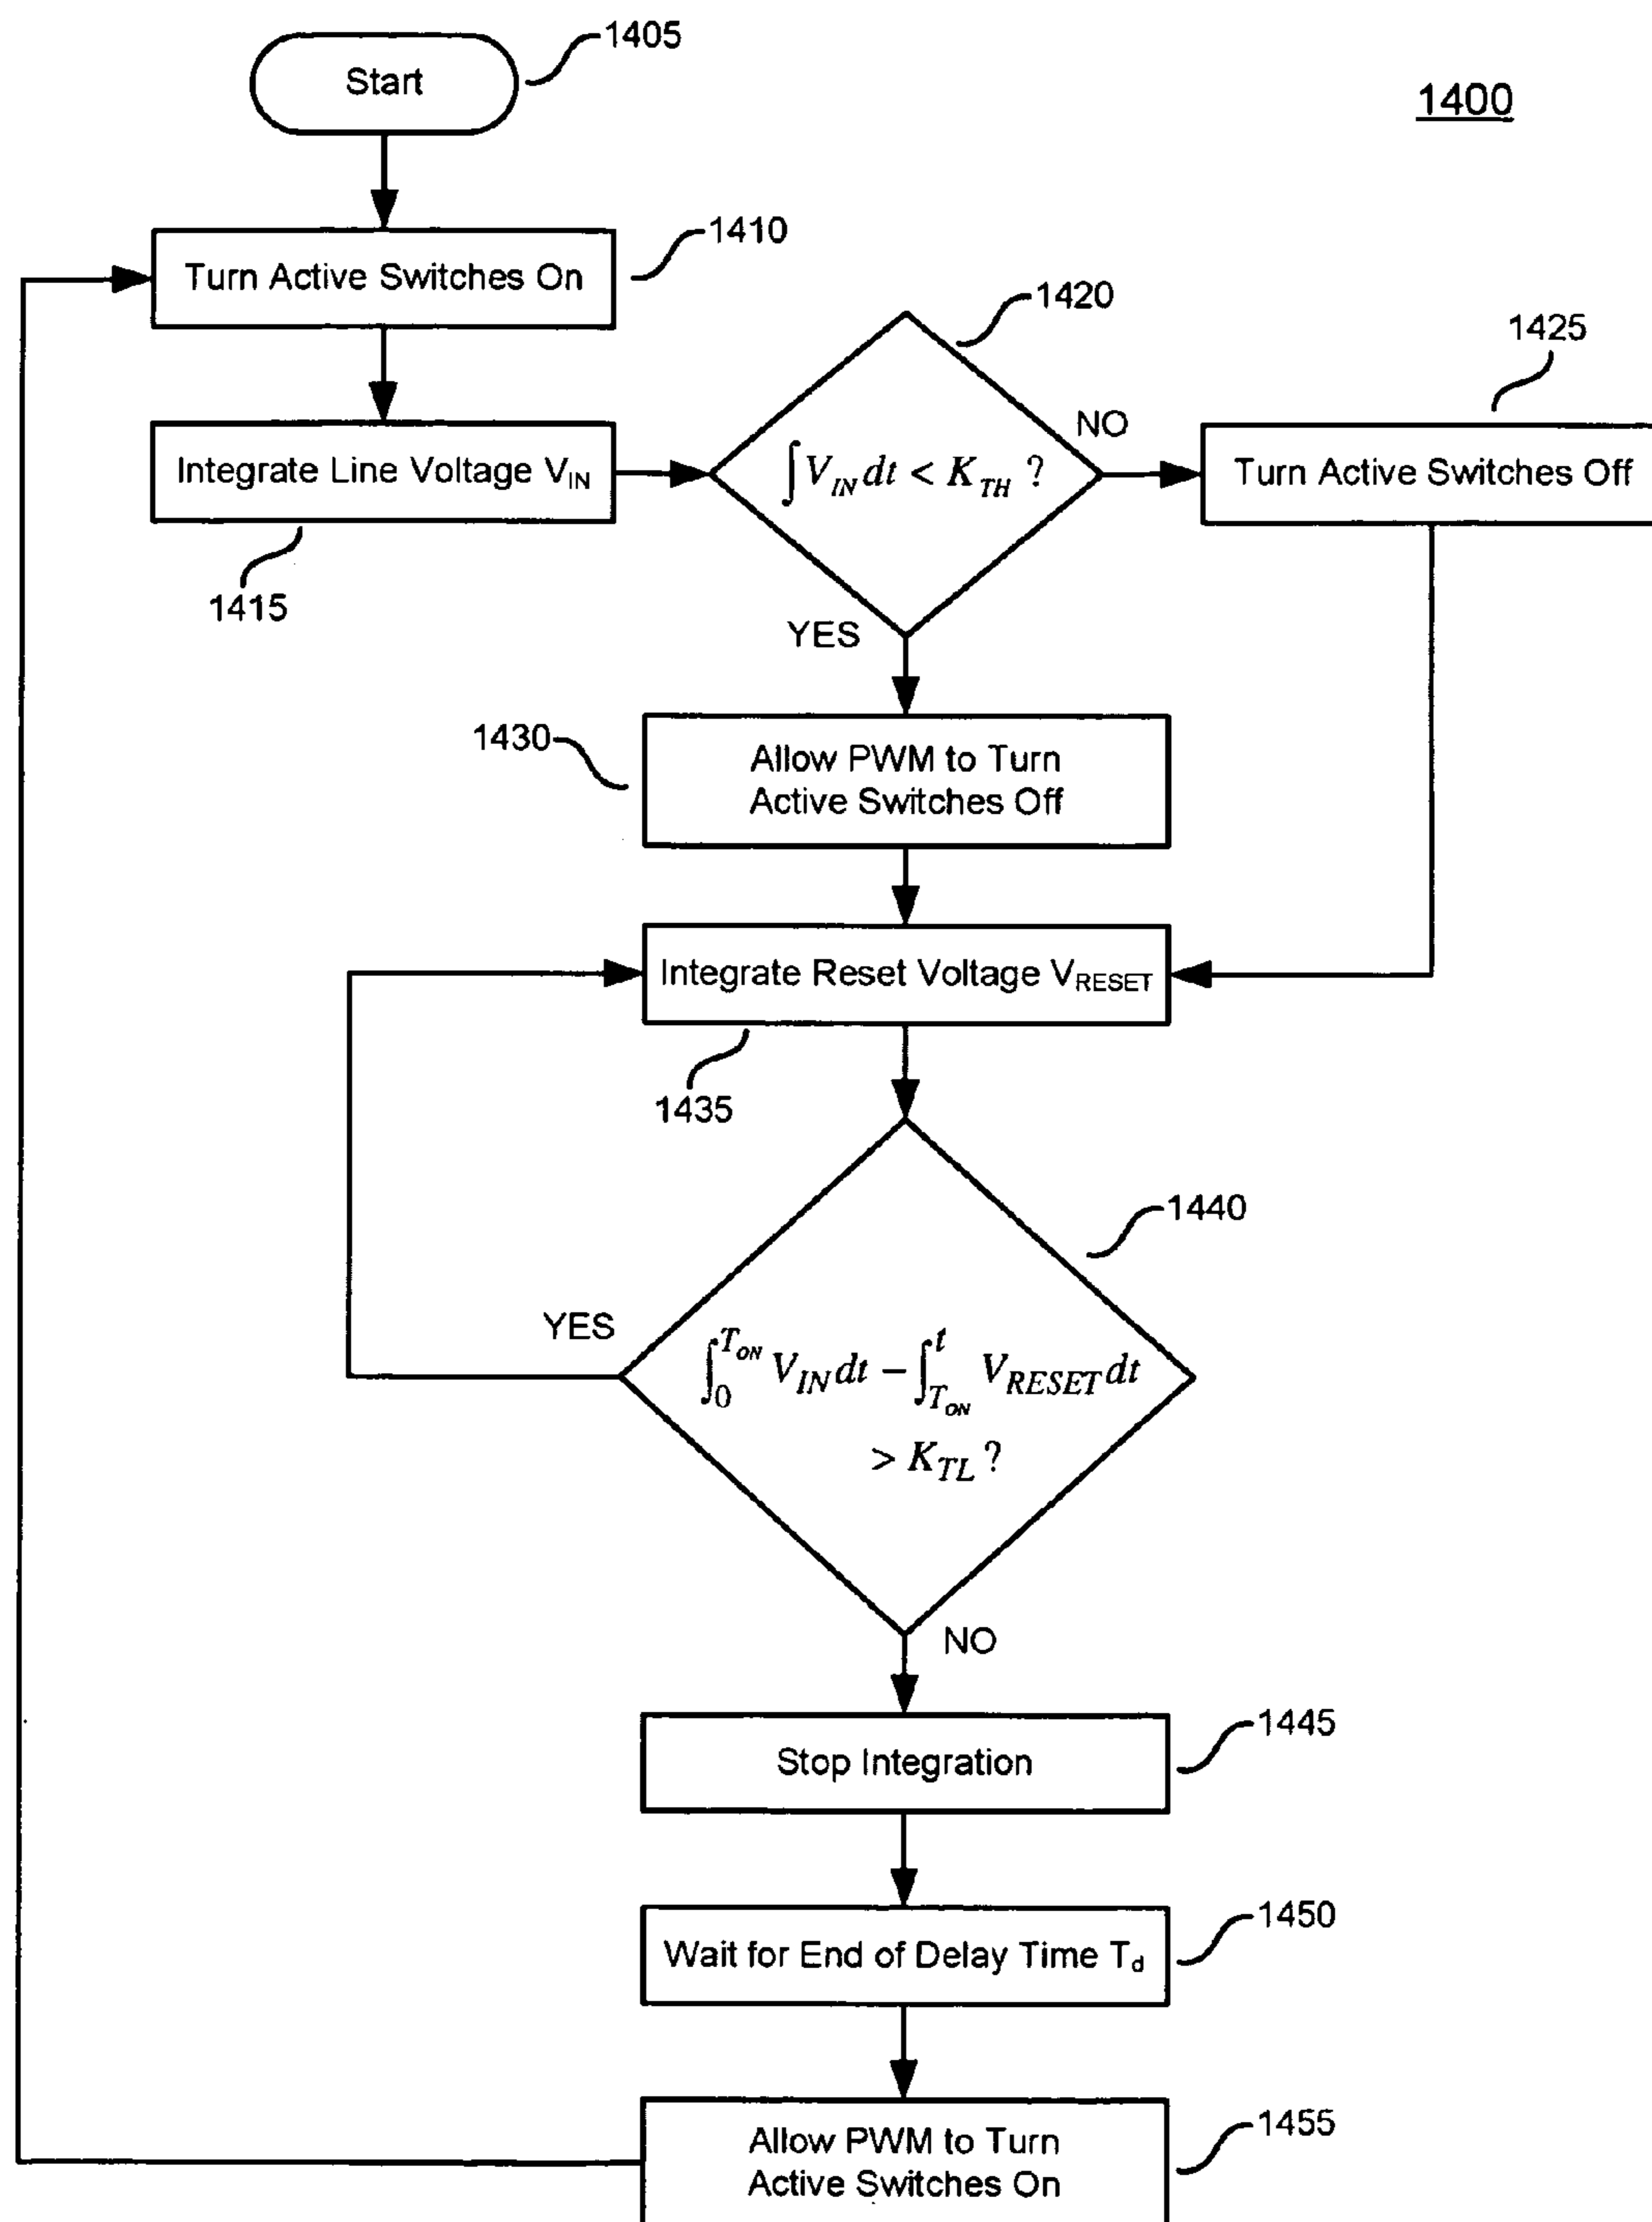 1400
1405
Start
1410
Turn Active Switches On
1415
Integrate Line Voltage V_IN
1420
∫ V_IN dt < K_TH ?
NO
YES
1425
Turn Active Switches Off
1430
Allow PWM to Turn
Active Switches Off
Integrate Reset Voltage V_RESET
1435
1440
YES
∫_0^{T_ON} V_IN dt − ∫_{T_ON}^t V_RESET dt
> K_TL ?
NO
1445
Stop Integration
1450
Wait for End of Delay Time T_d
1455
Allow PWM to Turn
Active Switches On